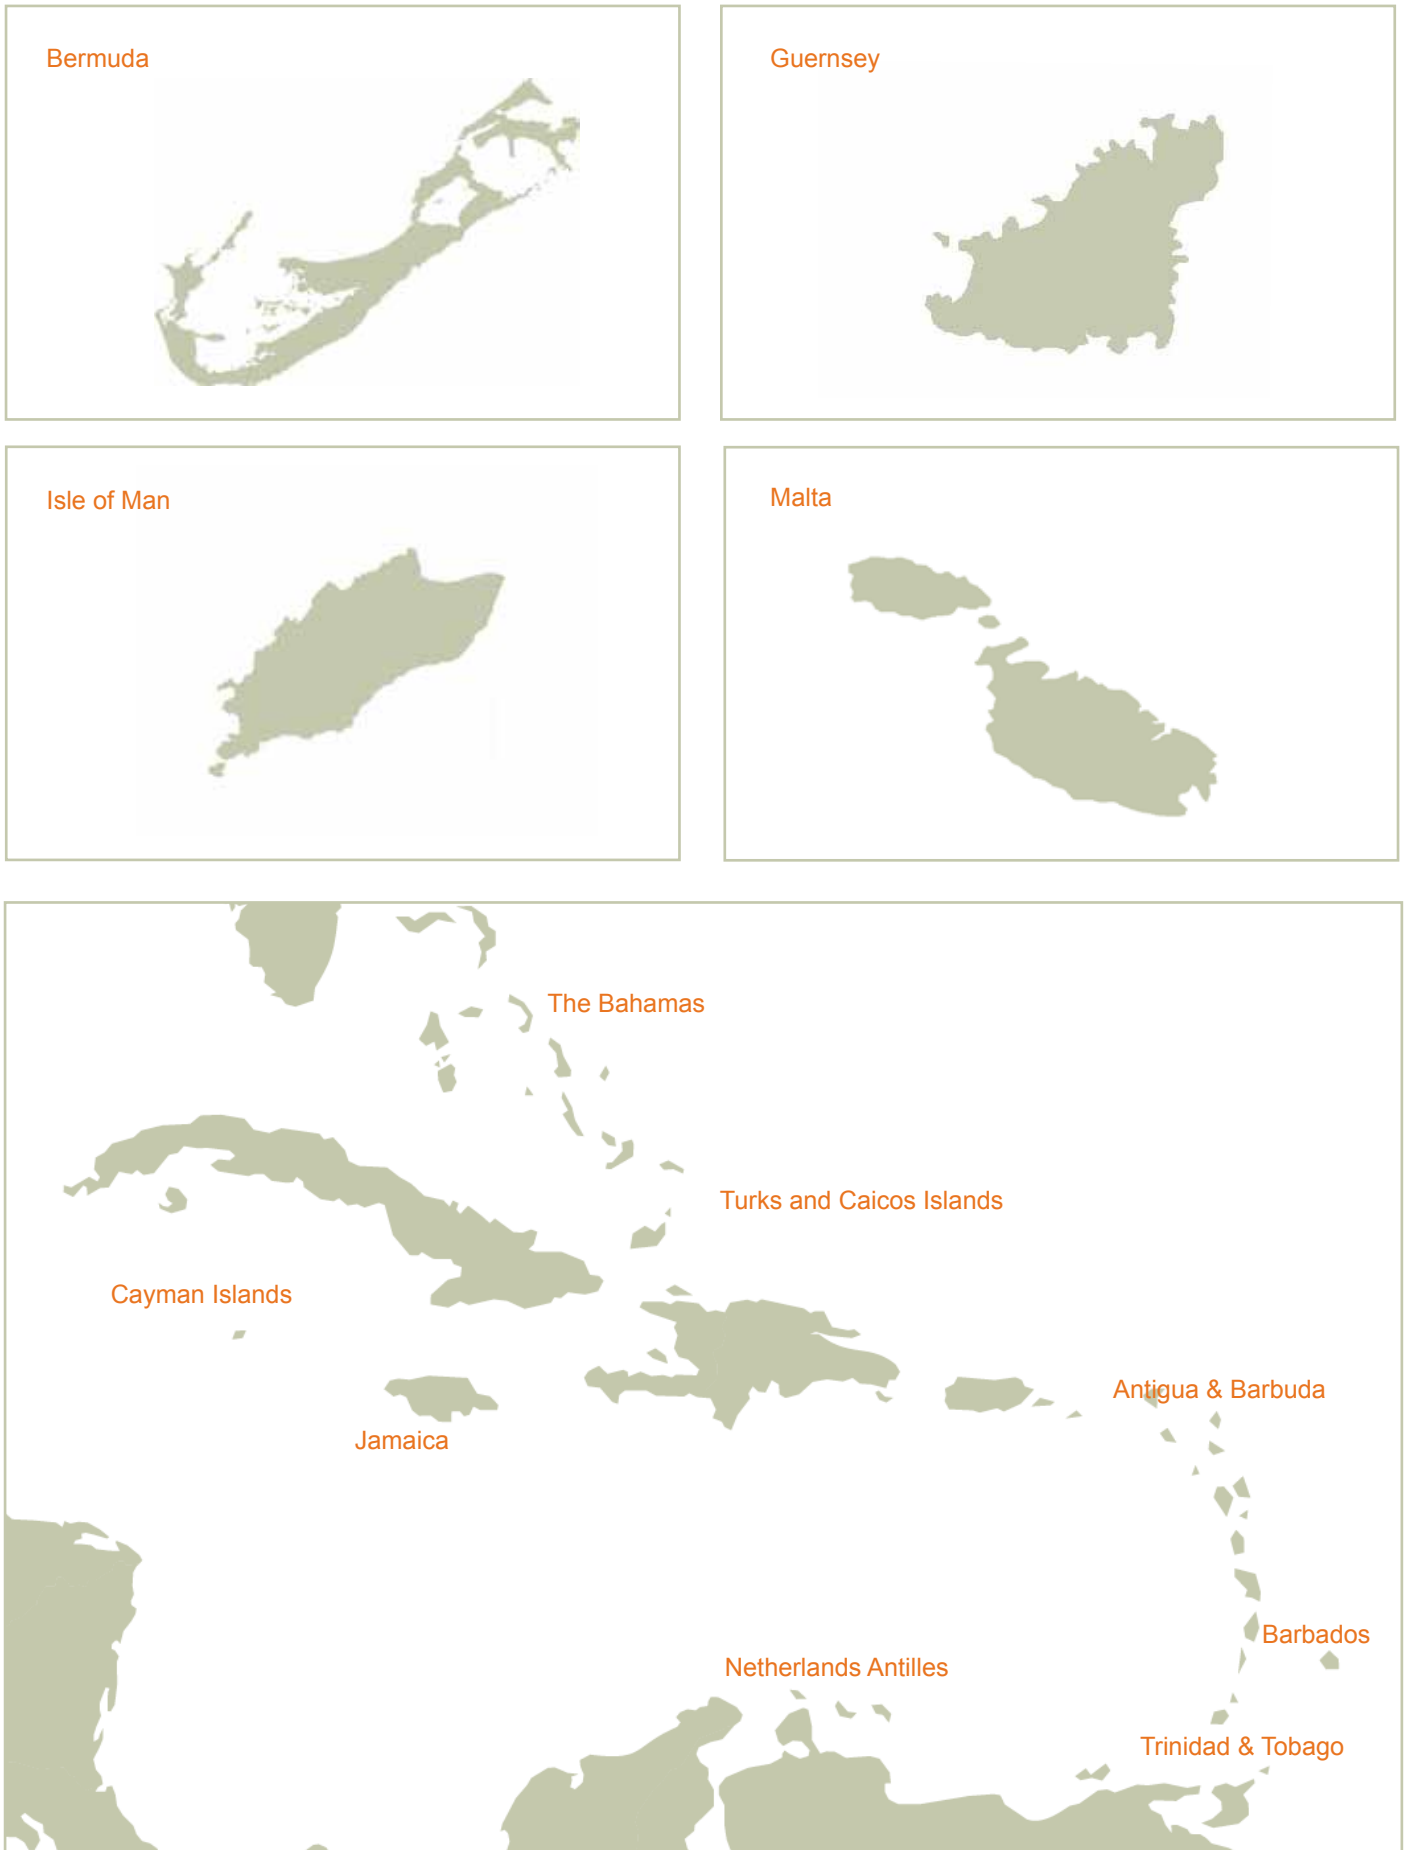 Bermuda
Guernsey
Isle of Man
Malta
The Bahamas
Turks and Caicos Islands
Cayman Islands
Antigua & Barbuda
Jamaica
Barbados
Netherlands Antilles
Trinidad & Tobago